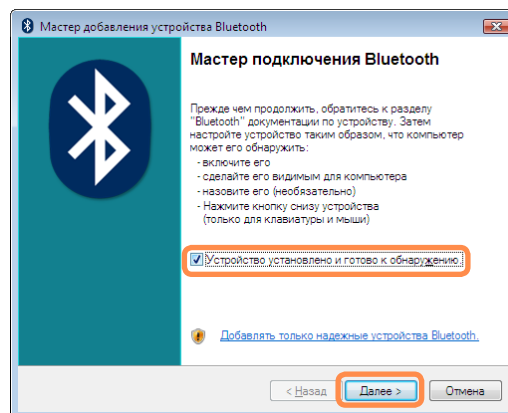 Мастер добавления устройства Bluetooth
Мастер подключения Bluetooth
Прежде чем продолжить, обратитесь к разделу
"Bluetooth" документации по устройству. Затем
настройте устройство таким образом, что компьютер
может его обнаружить:
- включите его
- сделайте его видимым для компьютера
- назовите его (необязательно)
- Нажмите кнопку снизу устройства
(только для клавиатуры и мыши)
Устройство установлено и готово к обнаружению.
Добавлять только надежные устройства Bluetooth.
< Назад
Далее >
Отмена